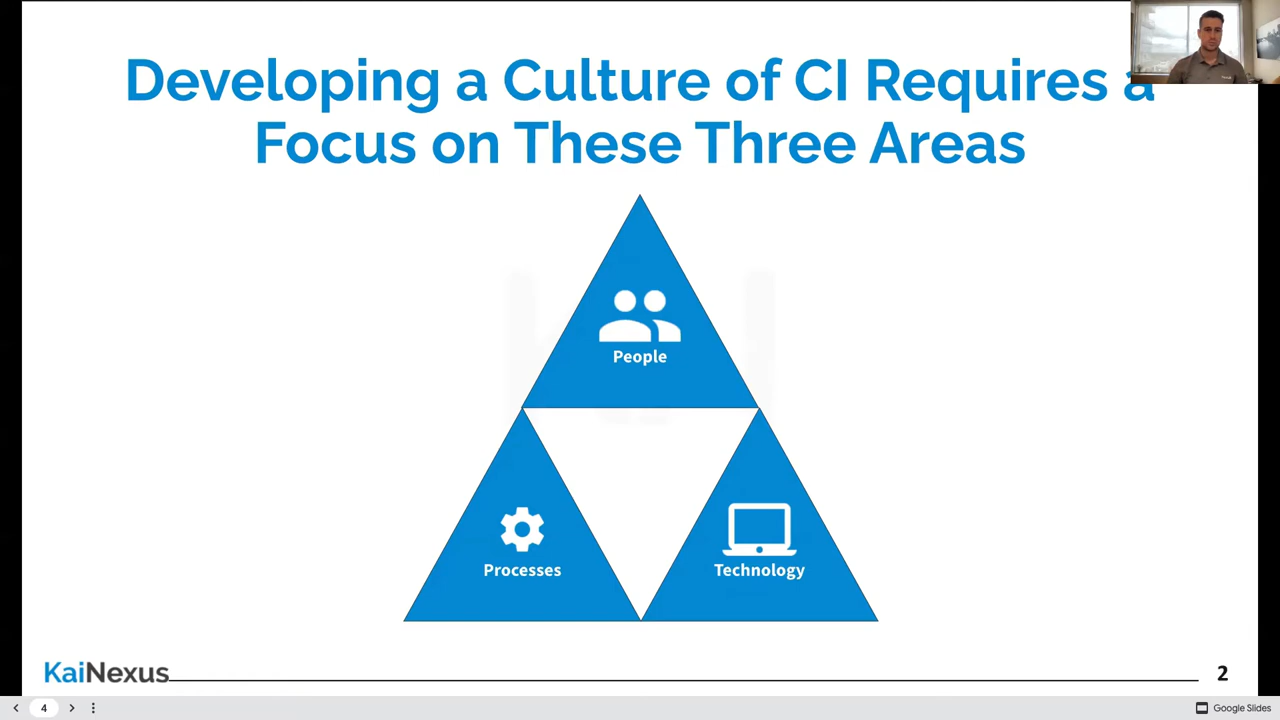 Developing a Culture of CI Requires a
Focus on These Three Areas
People
Processes
Technology
KaiNexus
2
4
Google Slides